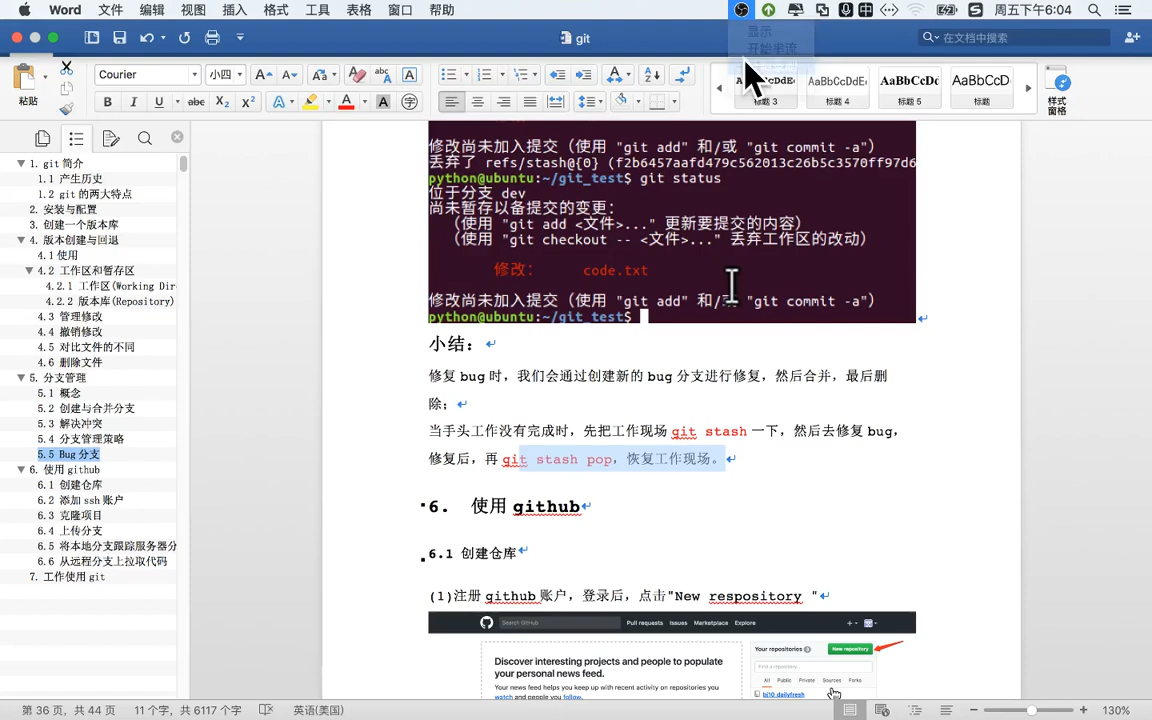 Word 文件 编辑 视图 插入 格式 工具 表格 窗口 帮助 周五下午6:04
显示
开始串流
git
在文档中搜索
粘贴 Courier 小四
AaBbCcDdEe AaBbCcDdEe AaBbCcDc AaBbCcD
标题 3 标题 4 标题 5 标题 样式窗格
1. git 简介
1.1 产生历史
1.2 git 的两大特点
2. 安装与配置
3. 创建一个版本库
4. 版本创建与回退
4.1 使用
4.2 工作区和暂存区
4.2.1 工作区(Working Dir
4.2.2 版本库(Repository)
4.3 管理修改
4.4 撤销修改
4.5 对比文件的不同
4.6 删除文件
5. 分支管理
5.1 概念
5.2 创建与合并分支
5.3 解决冲突
5.4 分支管理策略
5.5 Bug 分支
6. 使用 github
6.1 创建仓库
6.2 添加 ssh 账户
6.3 克隆项目
6.4 上传分支
6.5 将本地分支跟踪服务器分
6.6 从远程分支上拉取代码
7. 工作使用 git
修改尚未加入提交（使用 "git add" 和/或 "git commit -a"）
丢弃了 refs/stash@{0} (f2b6457aafd479c562013c26b5c3570ff97d6
python@ubuntu:~/git_test$ git status
位于分支 dev
尚未暂存以备提交的变更：
（使用 "git add <文件>..." 更新要提交的内容）
（使用 "git checkout -- <文件>..." 丢弃工作区的改动）
修改： code.txt
修改尚未加入提交（使用 "git add" 和/或 "git commit -a"）
python@ubuntu:~/git_test$
小结：
修复 bug 时，我们会通过创建新的 bug 分支进行修复，然后合并，最后删
除；
当手头工作没有完成时，先把工作现场 git stash 一下，然后去修复 bug，
修复后，再 git stash pop，恢复工作现场。
6. 使用 github
6.1 创建仓库
(1)注册 github 账户，登录后，点击"New respository "
Search GitHub Pull requests Issues Marketplace Explore
Discover interesting projects and people to populate
your personal news feed.
Your news feed helps you keep up with recent activity on repositories you
watch and people you follow.
Your repositories New repository
Find a repository...
All Public Private Sources Forks
bj10 dailyfresh
第 36 页，共 44 页 11 个字，共 6117 个字 英语(美国) 130%